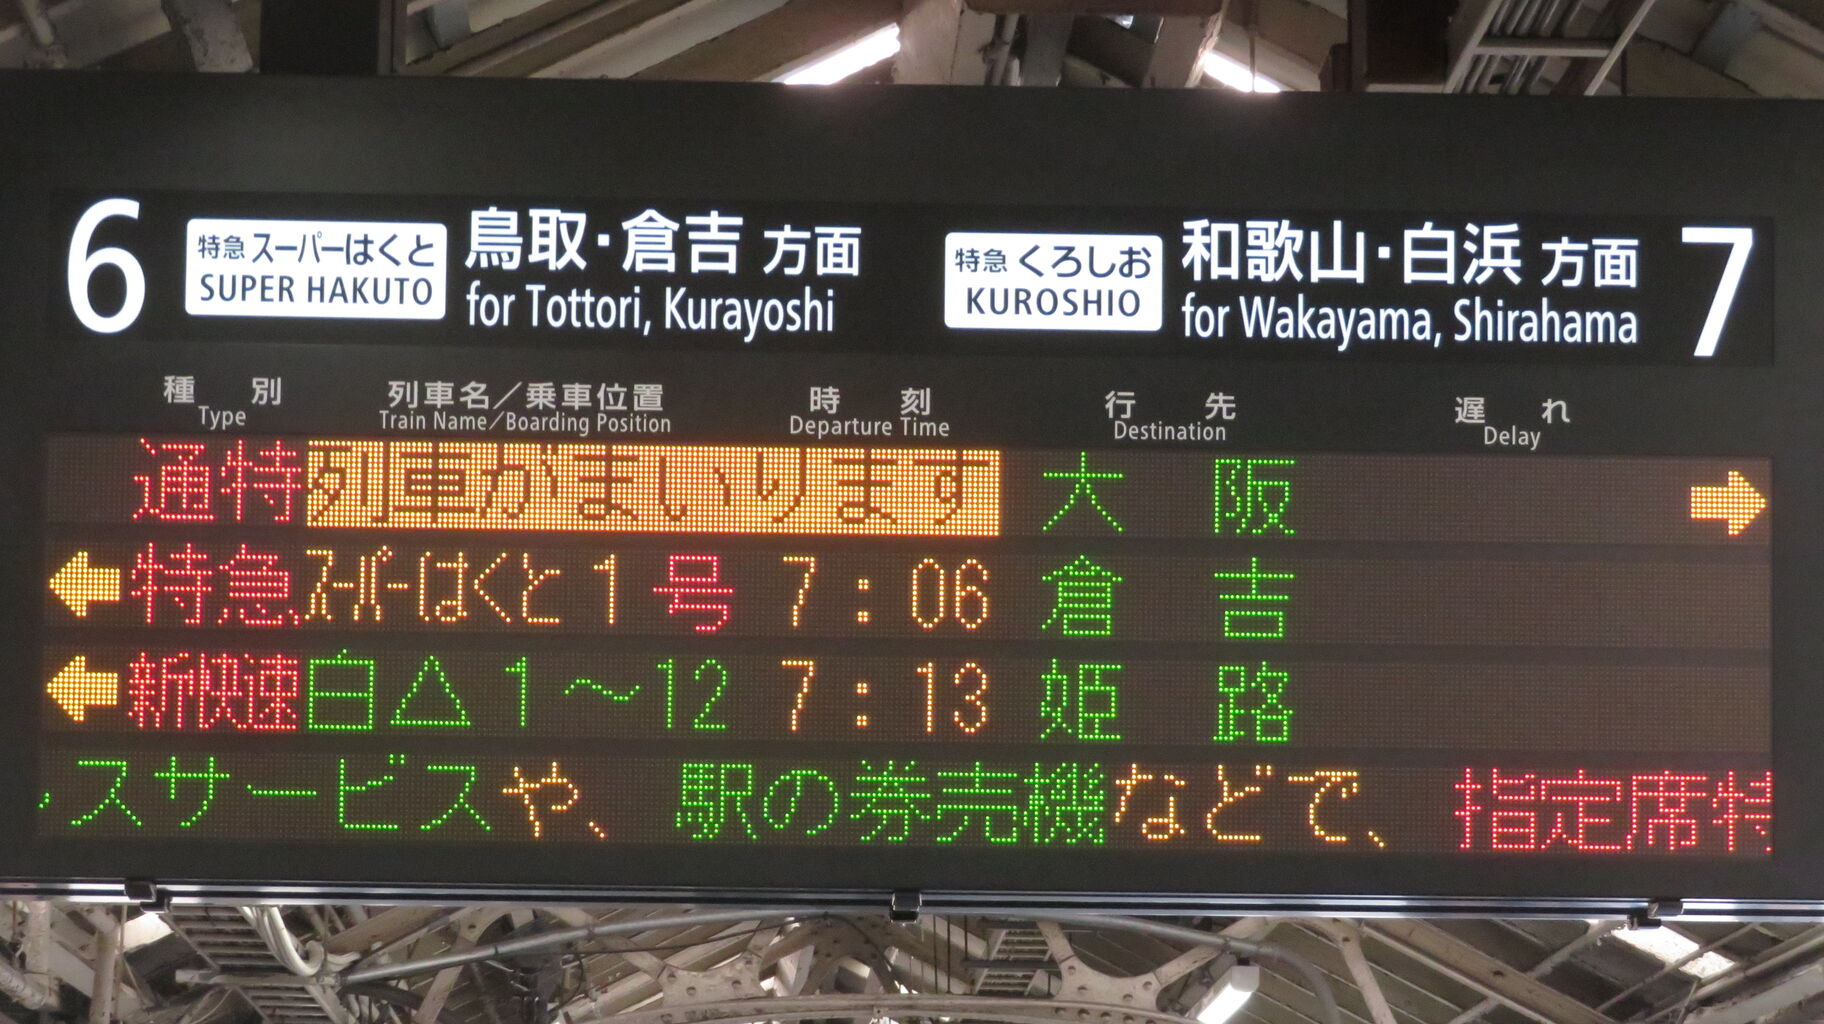 6 特急 スーパーはくと 鳥取・倉吉 方面 特急 くろしお 和歌山・白浜 方面 7
SUPER HAKUTO for Tottori, Kurayoshi KUROSHIO for Wakayama, Shirahama
種別 列車名／乗車位置 時刻 行先 遅れ
Type Train Name／Boarding Position Departure Time Destination Delay
通特 列車がまいります 大阪 →
← 特急 スーパーはくと 1号 7:06 倉吉
← 新快速 白△1～12 7:13 姫路
スサービスや、駅の券売機などで、指定席特